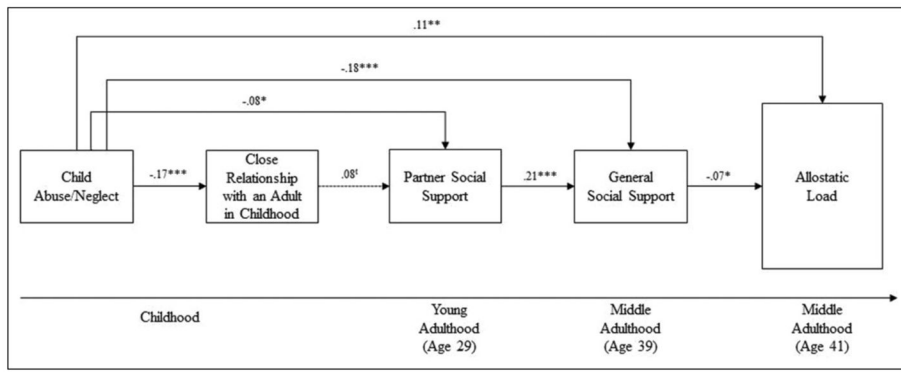 .11**
-.18***
-.08*
Child
Abuse/Neglect
-.17***
Close
Relationship
with an Adult
in Childhood
.08ᵗ
Partner Social
Support
.21***
General
Social Support
-.07*
Allostatic
Load
Childhood
Young
Adulthood
(Age 29)
Middle
Adulthood
(Age 39)
Middle
Adulthood
(Age 41)